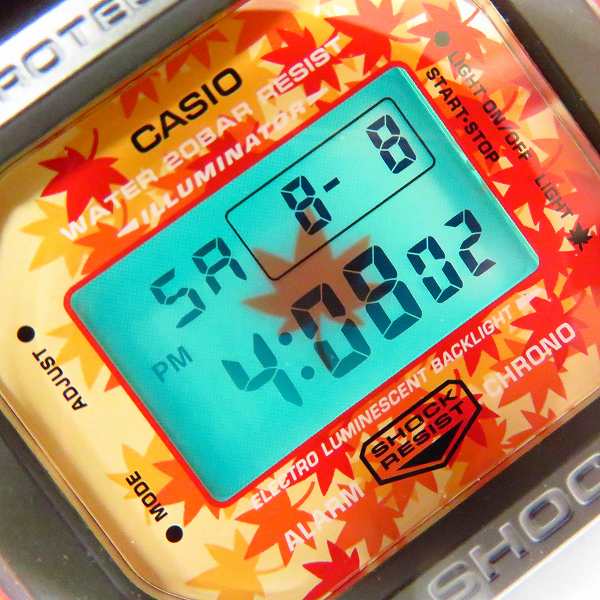 PROTE
CASIO
WATER 20BAR RESIST
ILLUMINATOR
LIGHT ON/OFF
START·STOP
LIGHT
8-8
SA
PM
4:08 02
ADJUST
MODE
ELECTRO LUMINESCENT BACKLIGHT
SHOCK
RESIST
ALARM
CHRONO
SHOC